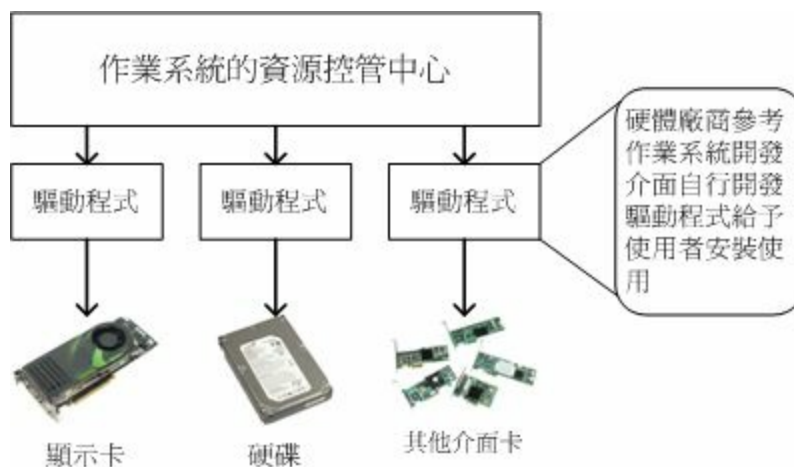 作業系統的資源控管中心
驅動程式
驅動程式
驅動程式
硬體廠商參考
作業系統開發
介面自行開發
驅動程式給予
使用者安裝使
用
顯示卡
硬碟
其他介面卡